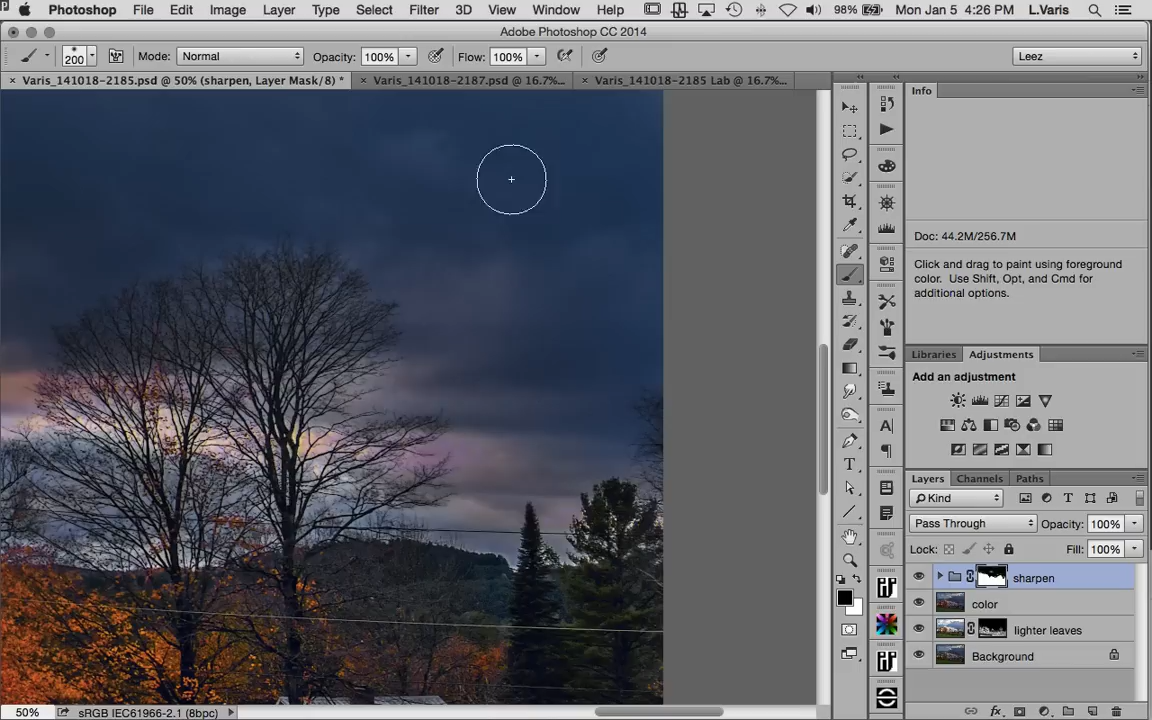 Photoshop File Edit Image Layer Type Select Filter 3D View Window Help 98% Mon Jan 5 4:26 PM L.Varis
Adobe Photoshop CC 2014
200 Mode: Normal Opacity: 100% Flow: 100% Leez
× Varis_141018-2185.psd @ 50% (sharpen, Layer Mask/8) * × Varis_141018-2187.psd @ 16.7%... × Varis_141018-2185 Lab @ 16.7%...
Info
Doc: 44.2M/256.7M
Click and drag to paint using foreground
color. Use Shift, Opt, and Cmd for
additional options.
Libraries Adjustments
Add an adjustment
Layers Channels Paths
Kind
Pass Through Opacity: 100%
Lock: Fill: 100%
sharpen
color
lighter leaves
Background
50% sRGB IEC61966-2.1 (8bpc)